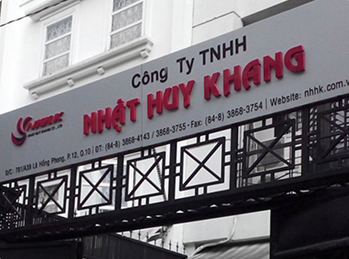 Công Ty TNHH
NHẬT HUY KHANG
Đ/C: 781/A39 Lê Hồng Phong, P.12, Q.10 | ĐT: (84-8) 3868-4143 / 3868-3755 - Fax: (84-8) 3868-3754 | Website: nhhk.com.v